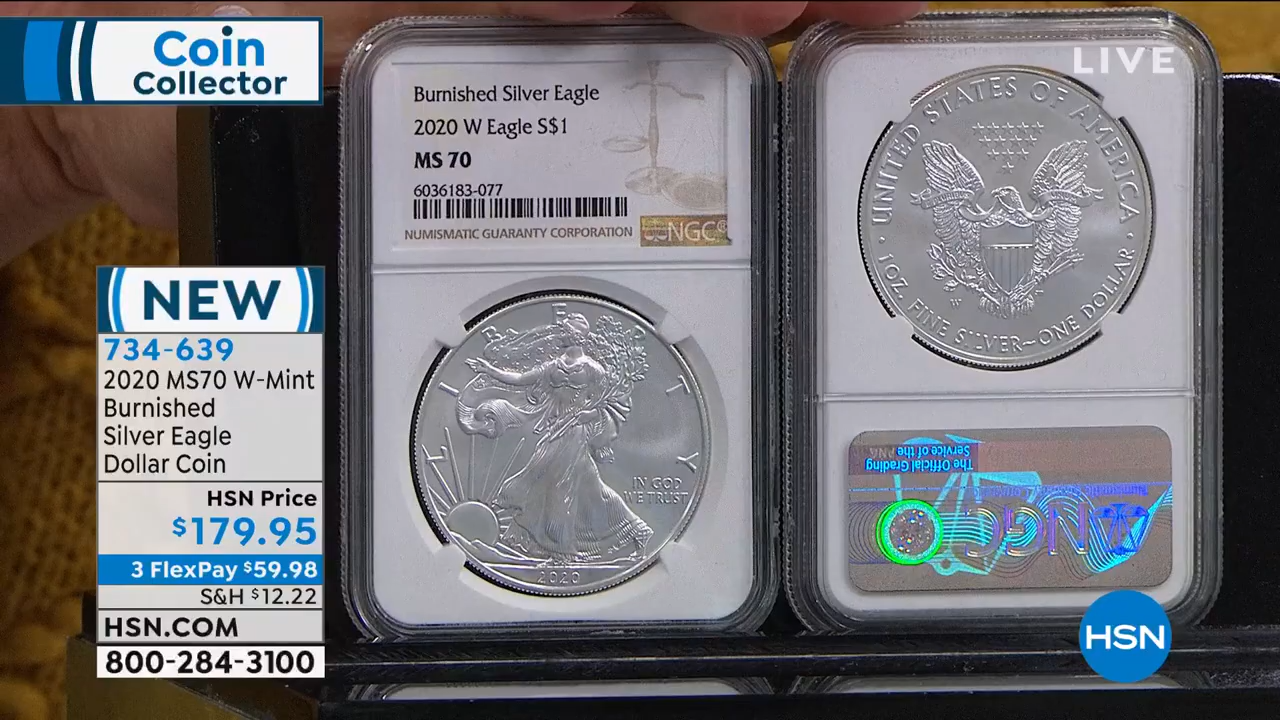 Coin
Collector
LIVE
NEW
734-639
2020 MS70 W-Mint
Burnished
Silver Eagle
Dollar Coin
HSN Price
$179.95
3 FlexPay $59.98
S&H $12.22
HSN.COM
800-284-3100
Burnished Silver Eagle
2020 W Eagle S$1
MS 70
6036183-077
NUMISMATIC GUARANTY CORPORATION
NGC
LIBERTY
IN GOD
WE TRUST
2020
UNITED STATES OF AMERICA
W
1 OZ. FINE SILVER~ONE DOLLAR
The Official Grading
Service of the PNA
NGC
HSN